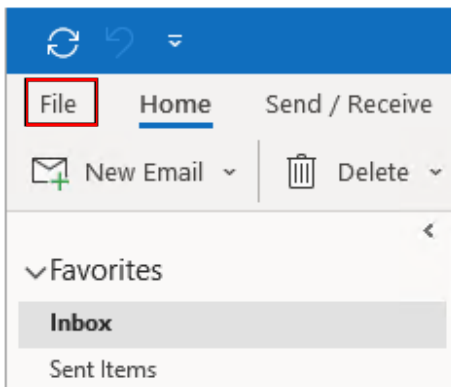 File Home Send / Receive
New Email Delete
Favorites
Inbox
Sent Items